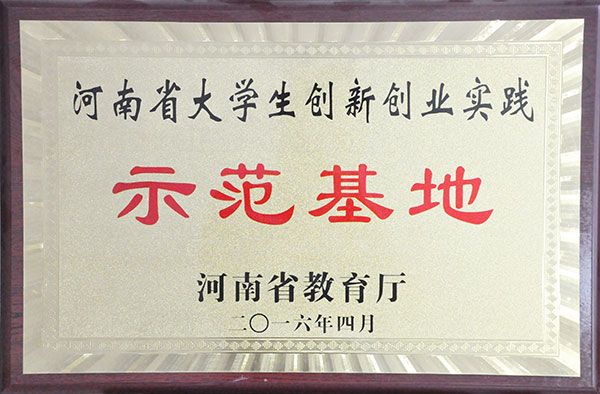 河南省大学生创新创业实践
示范基地
河南省教育厅
二〇一六年四月